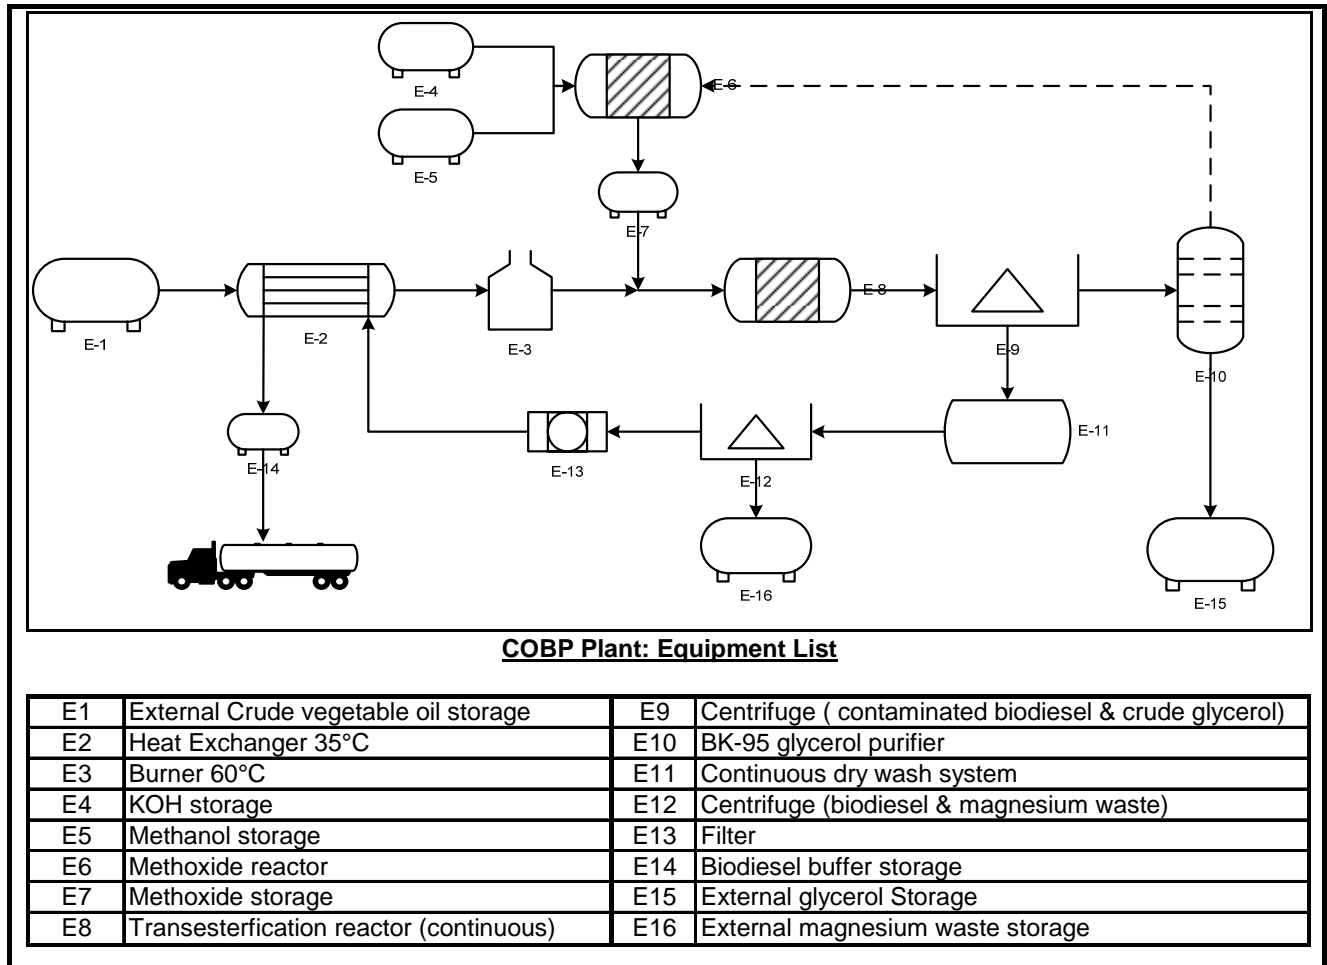 E-4
E-6
E-5
E-7
E-1
E-2
E-3
E-8
E-9
E-10
E-11
E-14
E-13
E-12
E-16
E-15
COBP Plant: Equipment List
E1 External Crude vegetable oil storage E9 Centrifuge ( contaminated biodiesel & crude glycerol)
E2 Heat Exchanger 35°C E10 BK-95 glycerol purifier
E3 Burner 60°C E11 Continuous dry wash system
E4 KOH storage E12 Centrifuge (biodiesel & magnesium waste)
E5 Methanol storage E13 Filter
E6 Methoxide reactor E14 Biodiesel buffer storage
E7 Methoxide storage E15 External glycerol Storage
E8 Transesterfication reactor (continuous) E16 External magnesium waste storage